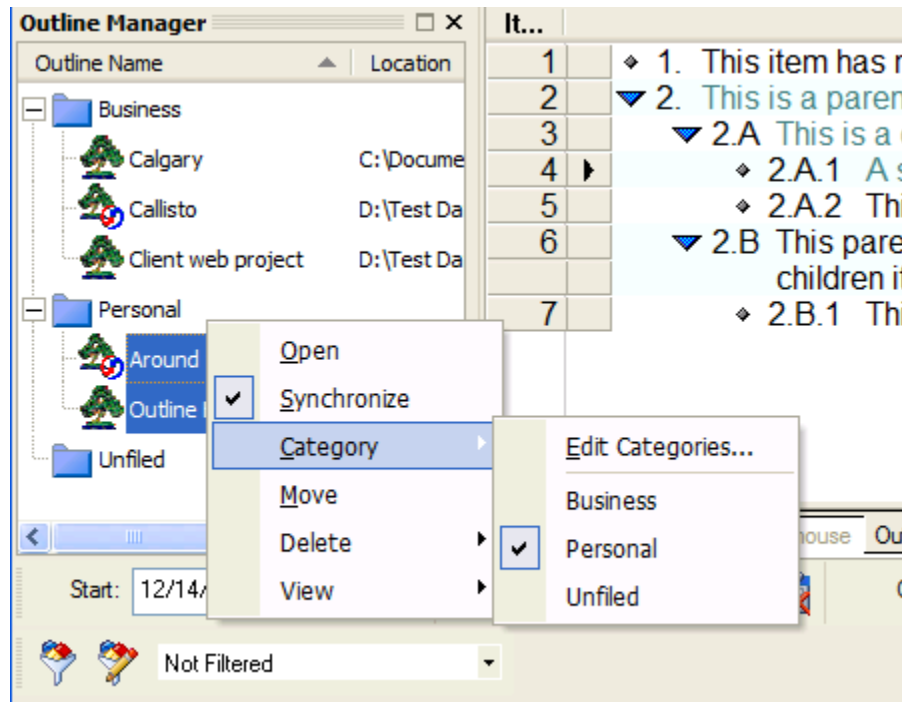 Outline Manager
Outline Name Location
Business
Calgary C:\Docume
Callisto D:\Test Da
Client web project D:\Test Da
Personal
Around
Outline
Unfiled
Open
Synchronize
Category
Move
Delete
View
Edit Categories...
Business
Personal
Unfiled
It...
1 1. This item has
2 2. This is a paren
3 2.A This is a
4 2.A.1 A
5 2.A.2 Thi
6 2.B This pare
children i
7 2.B.1 Thi
house Ou
Start: 12/14/
Not Filtered